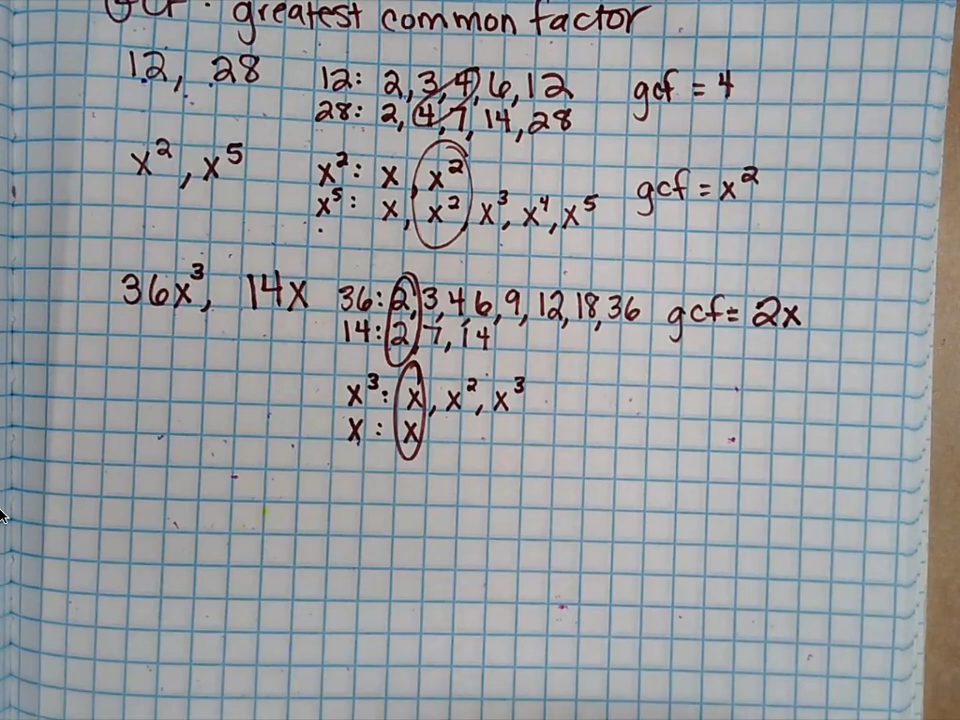 GCF: greatest common factor
12, 28
12: 2, 3, 4, 6, 12
gcf = 4
28: 2, 4, 7, 14, 28
x², x⁵
x²: x, x²
gcf = x²
x⁵: x, x², x³, x⁴, x⁵
36x³, 14x
36: 2, 3, 4, 6, 9, 12, 18, 36
gcf = 2x
14: 2, 7, 14
x³: x, x², x³
x: x